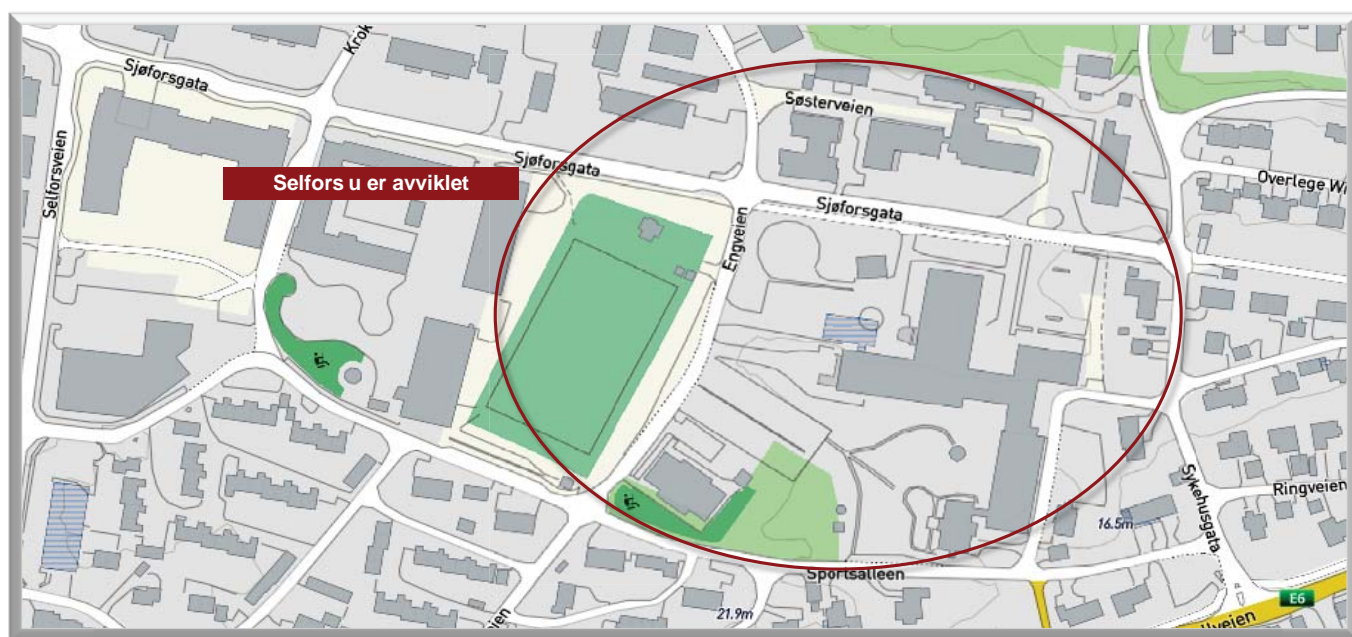 Sjøforsgata
Krok
Selforsveien
Selfors u er avviklet
Sjøforsgata
Søsterveien
Overlege Wi
Sjøforsgata
Engveien
Ringveien
Sykehusgata
16.5m
Sportsalleen
21.9m
E6
llveien